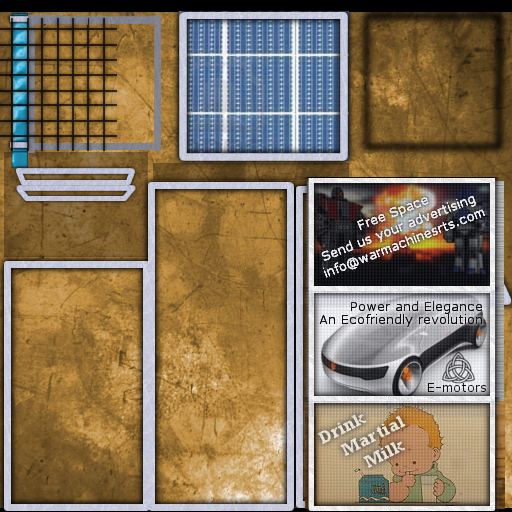 Free Space
Send us your advertising
info@warmachinesrts.com
Power and Elegance
An Ecofriendly revolution
E-motors
Drink
Martial
Milk